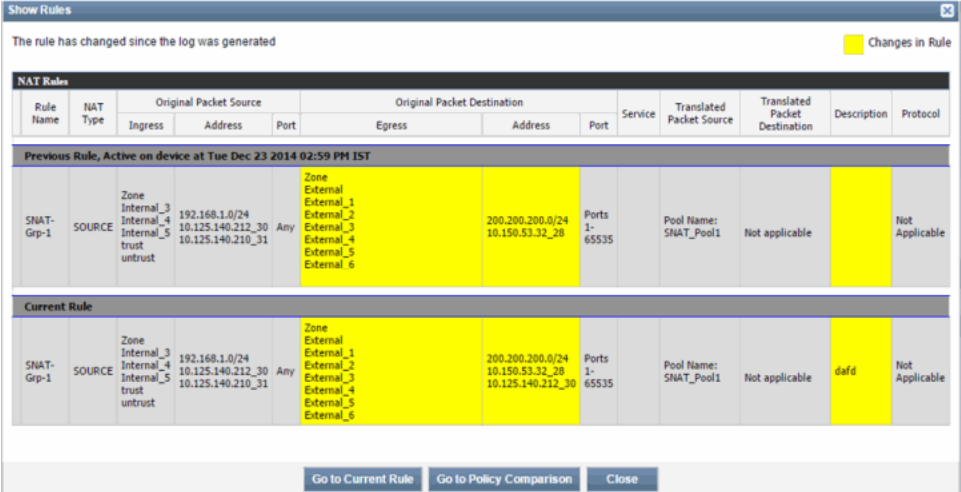 Show Rules
The rule has changed since the log was generated
Changes in Rule
NAT Rules
Rule Name
NAT Type
Original Packet Source
Original Packet Destination
Service
Translated Packet Source
Translated Packet Destination
Description
Protocol
Ingress
Address
Port
Egress
Address
Port
Previous Rule, Active on device at Tue Dec 23 2014 02:59 PM IST
SNAT-
Grp-1
SOURCE
Zone
Internal_3
Internal_4
Internal_5
trust
untrust
192.168.1.0/24
10.125.140.212_30
10.125.140.210_31
Any
Zone
External
External_1
External_2
External_3
External_4
External_5
External_6
200.200.200.0/24
10.150.53.32_28
Ports
1-
65535
Pool Name:
SNAT_Pool1
Not applicable
Not
Applicable
Current Rule
SNAT-
Grp-1
SOURCE
Zone
Internal_3
Internal_4
Internal_5
trust
untrust
192.168.1.0/24
10.125.140.212_30
10.125.140.210_31
Any
Zone
External
External_1
External_2
External_3
External_4
External_5
External_6
200.200.200.0/24
10.150.53.32_28
10.125.140.212_30
Ports
1-
65535
Pool Name:
SNAT_Pool1
Not applicable
dafd
Not
Applicable
Go to Current Rule
Go to Policy Comparison
Close